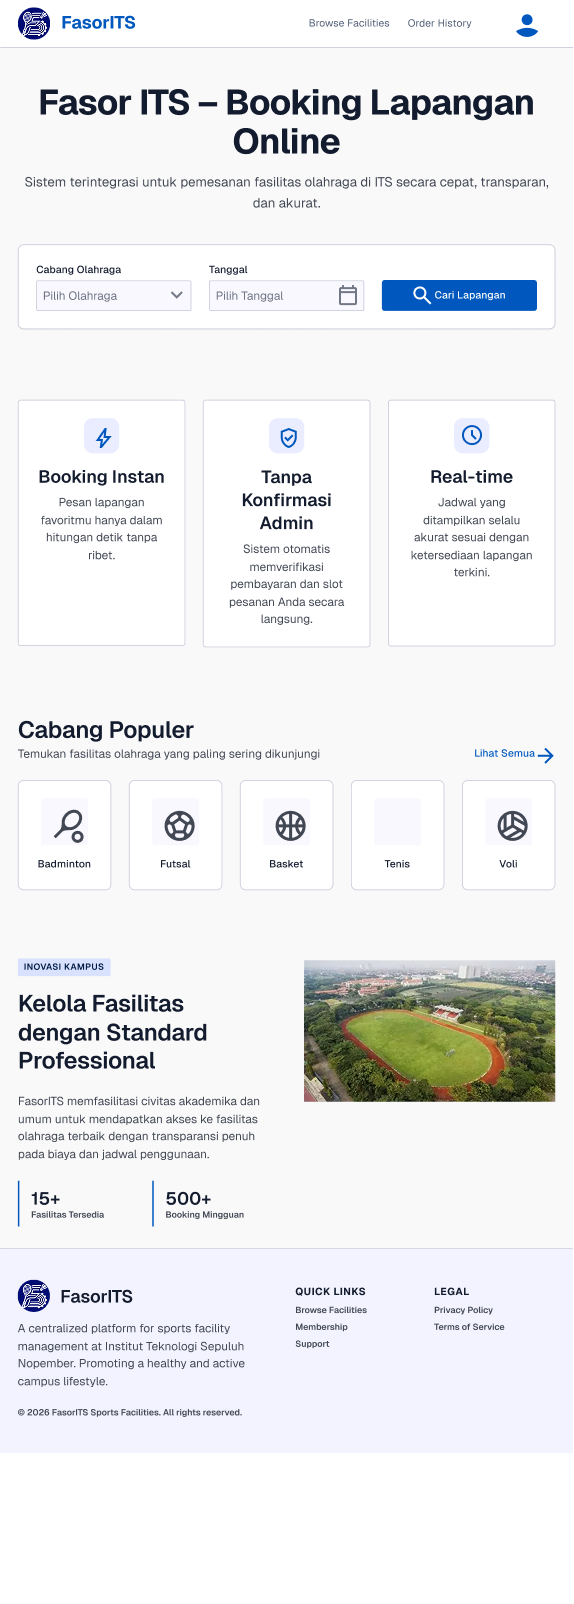 FasorITS
Browse Facilities
Order History
Fasor ITS – Booking Lapangan
Online
Sistem terintegrasi untuk pemesanan fasilitas olahraga di ITS secara cepat, transparan,
dan akurat.
Cabang Olahraga
Pilih Olahraga
Tanggal
Pilih Tanggal
Cari Lapangan
Booking Instan
Pesan lapangan
favoritmu hanya dalam
hitungan detik tanpa
ribet.
Tanpa
Konfirmasi
Admin
Sistem otomatis
memverifikasi
pembayaran dan slot
pesanan Anda secara
langsung.
Real-time
Jadwal yang
ditampilkan selalu
akurat sesuai dengan
ketersediaan lapangan
terkini.
Cabang Populer
Temukan fasilitas olahraga yang paling sering dikunjungi
Lihat Semua
Badminton
Futsal
Basket
Tenis
Voli
INOVASI KAMPUS
Kelola Fasilitas
dengan Standard
Professional
FasorITS memfasilitasi civitas akademika dan
umum untuk mendapatkan akses ke fasilitas
olahraga terbaik dengan transparansi penuh
pada biaya dan jadwal penggunaan.
15+
Fasilitas Tersedia
500+
Booking Mingguan
FasorITS
A centralized platform for sports facility
management at Institut Teknologi Sepuluh
Nopember. Promoting a healthy and active
campus lifestyle.
© 2026 FasorITS Sports Facilities. All rights reserved.
QUICK LINKS
Browse Facilities
Membership
Support
LEGAL
Privacy Policy
Terms of Service